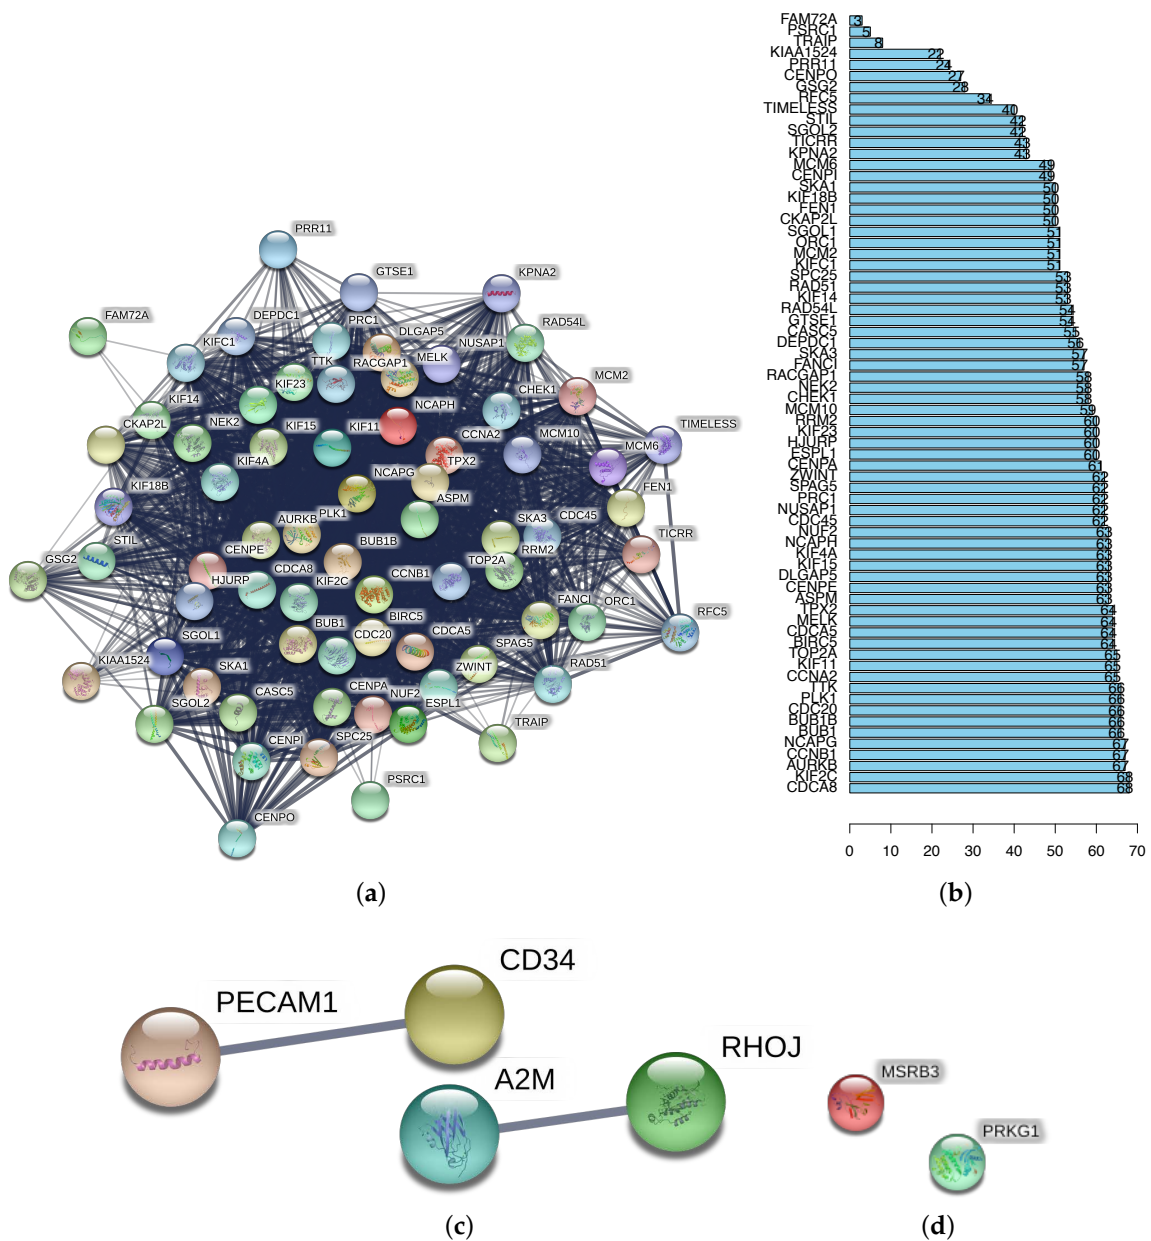 PRR11
GTSE1
KPNA2
FAM72A
DEPDC1
PRC1
DLGAP5
RAD54L
KIFC1
NUSAP1
TTK
RACGAP1
MELK
MCM2
KIF23
CHEK1
KIF14
NCAPH
CKAP2L
NEK2
KIF15
KIF11
CCNA2
MCM10
TIMELESS
MCM6
KIF4A
TPX2
NCAPG
KIF18B
ASPM
FEN1
AURKB
PLK1
SKA3
CDC45
STIL
BUB1B
RRM2
TICRR
GSG2
CENPE
CDCA8
TOP2A
HJURP
KIF2C
CCNB1
FANCI
ORC1
BIRC5
RFC5
SGOL1
BUB1
CDC20
CDCA5
SPAG5
KIAA1524
SKA1
ZWINT
RAD51
SGOL2
CASC5
CENPA
NUF2
ESPL1
TRAIP
CENPI
SPC25
PSRC1
CENPO
(a)
FAM72A 3
PSRC1 5
TRAIP 8
KIAA1524 22
PRR11 24
CENPO 27
GSG2 28
RFC5 34
TIMELESS 40
STIL 42
SGOL2 42
TICRR 43
KPNA2 43
MCM6 49
CENPI 49
SKA1 50
KIF18B 50
FEN1 50
CKAP2L 50
SGOL1 51
ORC1 51
MCM2 51
KIFC1 51
SPC25 53
RAD51 53
KIF14 53
RAD54L 54
GTSE1 54
CASC5 55
DEPDC1 56
SKA3 57
FANCI 57
RACGAP1 58
NEK2 58
CHEK1 58
MCM10 59
RRM2 60
KIF23 60
HJURP 60
ESPL1 60
CENPA 61
ZWINT 62
SPAG5 62
PRC1 62
NUSAP1 62
CDC45 62
NUF2 63
NCAPH 63
KIF4A 63
KIF15 63
DLGAP5 63
CENPE 63
ASPM 63
TPX2 64
MELK 64
CDCA5 64
BIRC5 64
TOP2A 65
KIF11 65
CCNA2 65
TTK 66
PLK1 66
CDC20 66
BUB1B 66
BUB1 66
NCAPG 67
CCNB1 67
AURKB 67
KIF2C 68
CDCA8 68
0 10 20 30 40 50 60 70
(b)
CD34
PECAM1
A2M
RHOJ
(c)
MSRB3
PRKG1
(d)